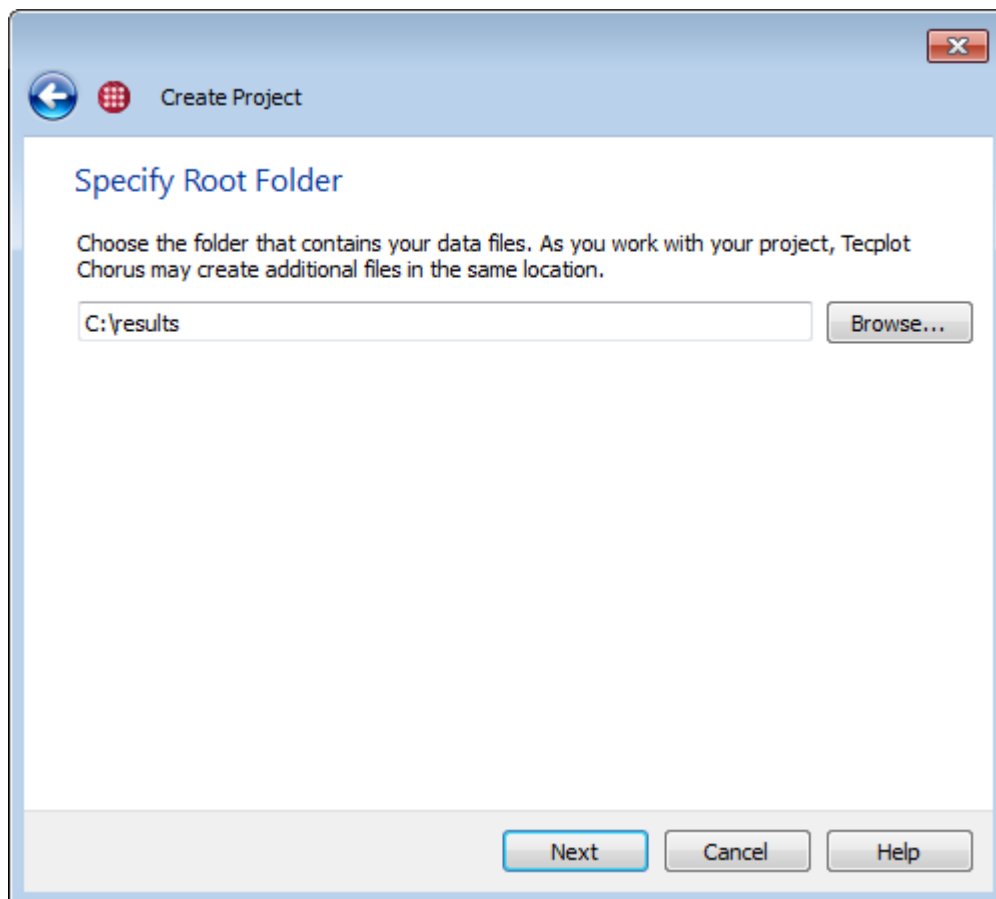 Create Project
Specify Root Folder
Choose the folder that contains your data files. As you work with your project, Tecplot
Chorus may create additional files in the same location.
C:\results
Browse...
Next
Cancel
Help